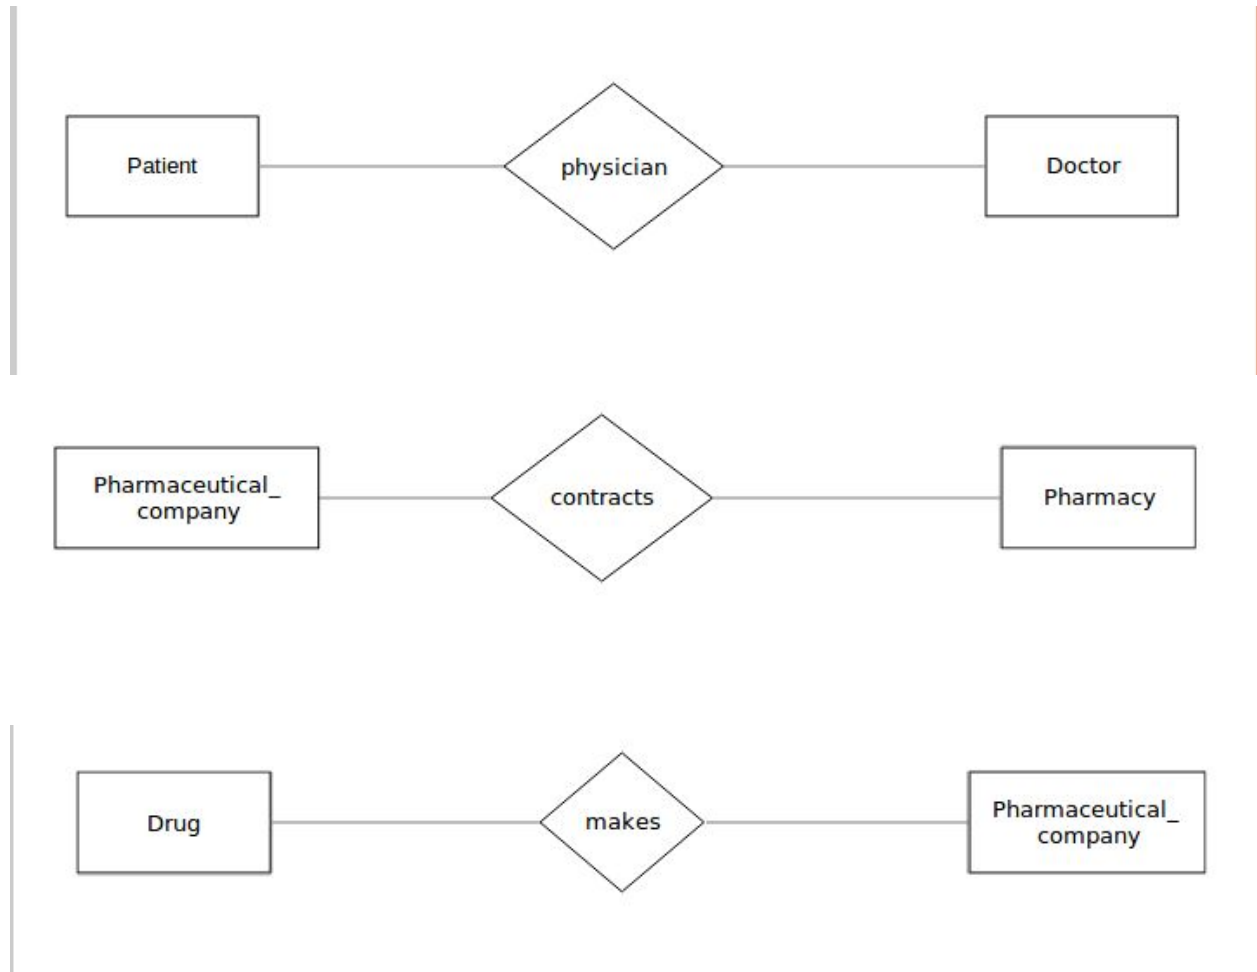 Patient
physician
Doctor
Pharmaceutical_
company
contracts
Pharmacy
Drug
makes
Pharmaceutical_
company